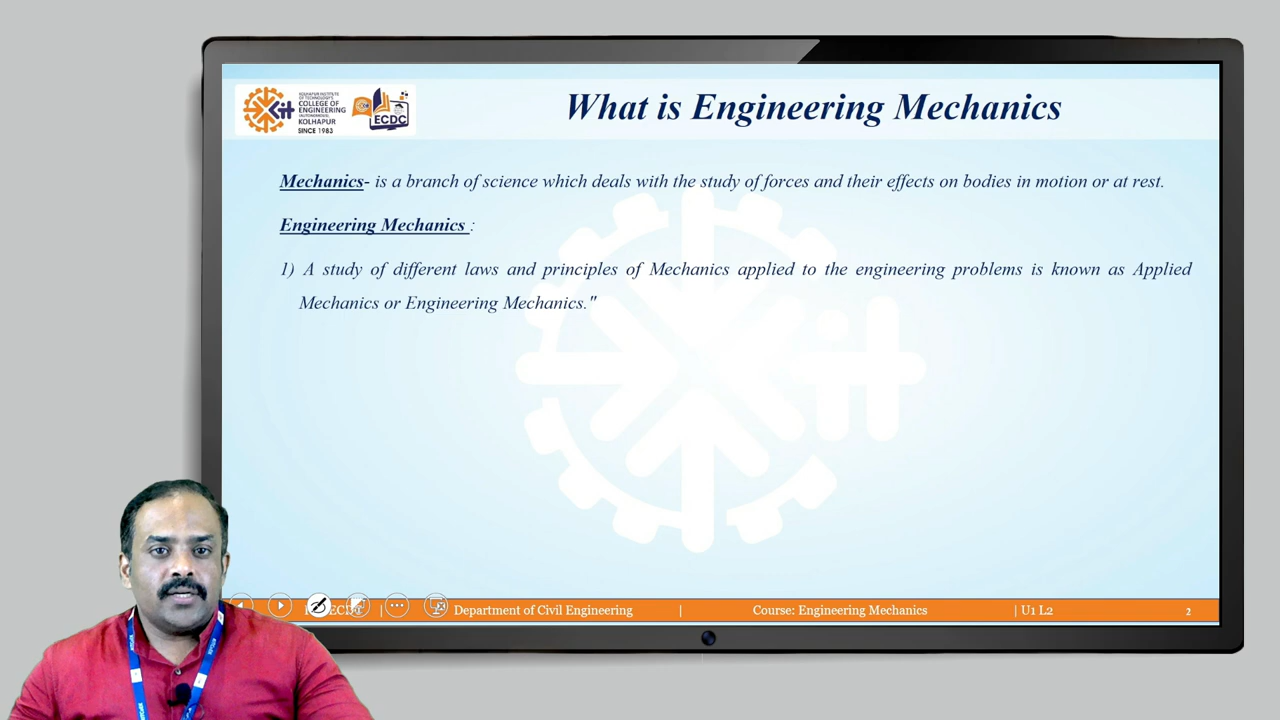 KOLHAPUR INSTITUTE
OF TECHNOLOGY'S
COLLEGE OF
ENGINEERING
(AUTONOMOUS),
KOLHAPUR
SINCE 1983
ECDC
What is Engineering Mechanics
Mechanics- is a branch of science which deals with the study of forces and their effects on bodies in motion or at rest.
Engineering Mechanics :
1) A study of different laws and principles of Mechanics applied to the engineering problems is known as Applied
Mechanics or Engineering Mechanics."
| Department of Civil Engineering | Course: Engineering Mechanics | U1 L2 2